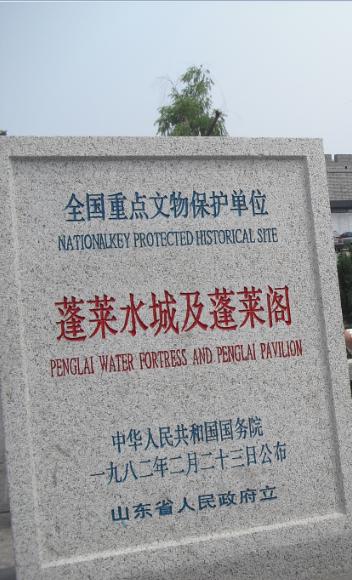 全国重点文物保护单位
NATIONALKEY PROTECTED HISTORICAL SITE
蓬莱水城及蓬莱阁
PENGLAI WATER FORTRESS AND PENGLAI PAVILION
中华人民共和国国务院
一九八二年二月二十三日公布
山东省人民政府立